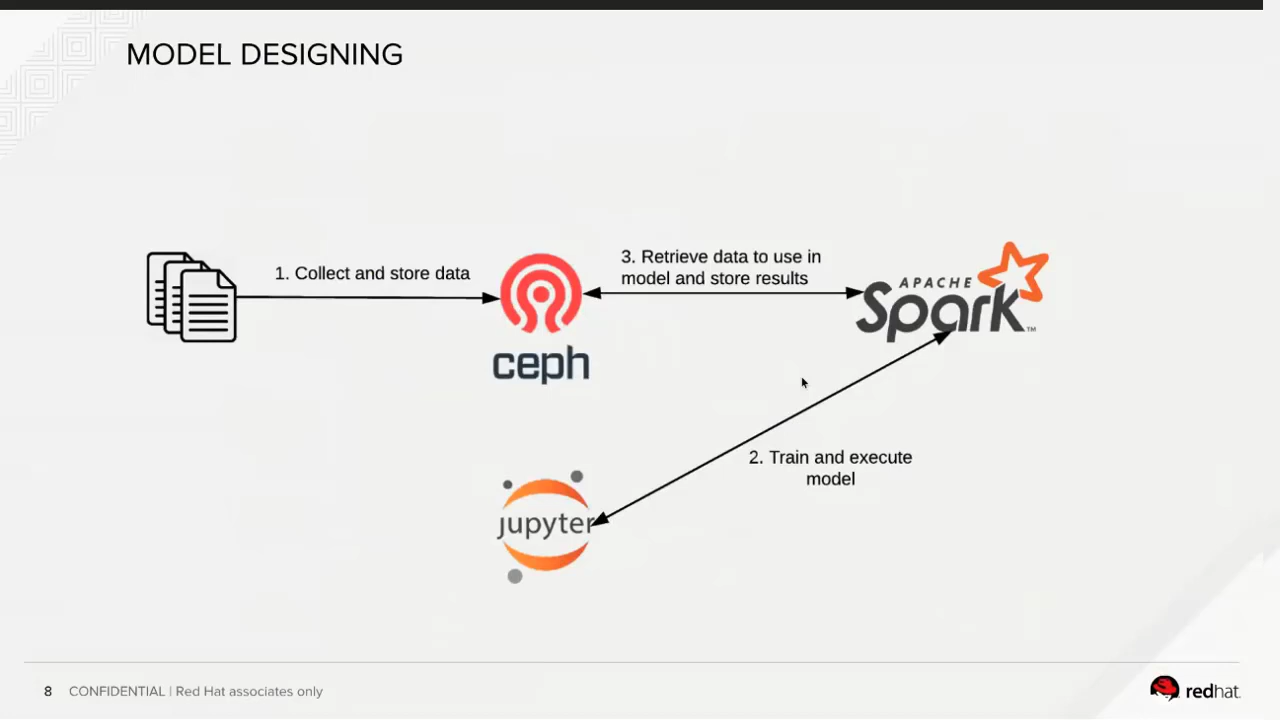 MODEL DESIGNING
1. Collect and store data
3. Retrieve data to use in
model and store results
APACHE
Spark™
ceph
2. Train and execute
model
jupyter
8 CONFIDENTIAL | Red Hat associates only
redhat.